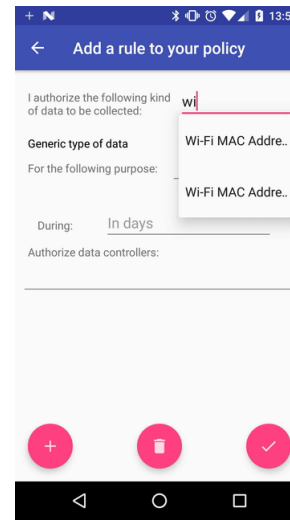 13:5
Add a rule to your policy
I authorize the following kind
of data to be collected:
wi
Wi-Fi MAC Addre..
Generic type of data
For the following purpose:
Wi-Fi MAC Addre..
During:
In days
Authorize data controllers: